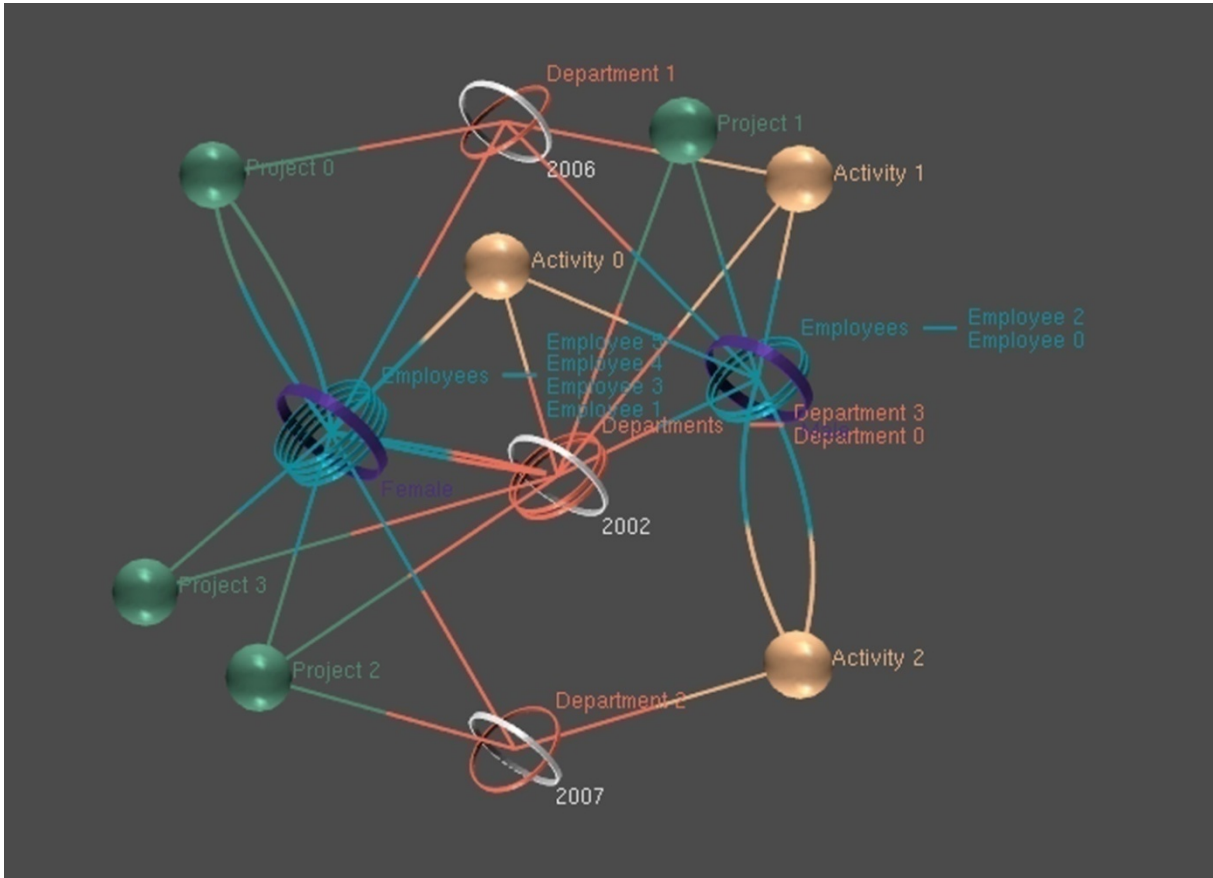 Department 1
Project 1
Project 0
2006
Activity 1
Activity 0
Employees
Employee 2
Employee 0
Employees
Employee 5
Employee 4
Employee 3
Employee 1
Department 3
Departments
Department 0
Female
2002
Project 3
Activity 2
Project 2
Department 2
2007